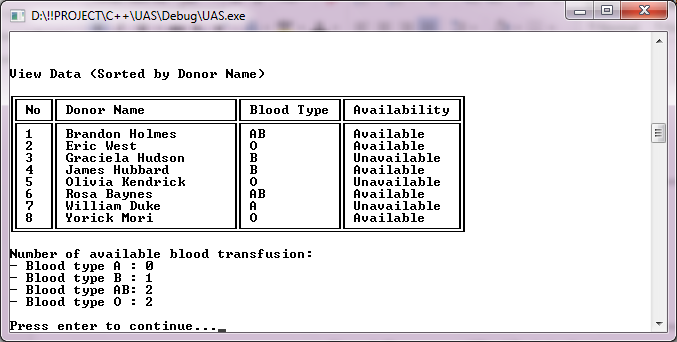 D:\!!PROJECT\C++\UAS\Debug\UAS.exe
View Data (Sorted by Donor Name)
No Donor Name Blood Type Availability
1 Brandon Holmes AB Available
2 Eric West O Available
3 Graciela Hudson B Unavailable
4 James Hubbard B Available
5 Olivia Kendrick O Unavailable
6 Rosa Baynes AB Available
7 William Duke A Unavailable
8 Yorick Mori O Available
Number of available blood transfusion:
- Blood type A : 0
- Blood type B : 1
- Blood type AB: 2
- Blood type O : 2
Press enter to continue..._